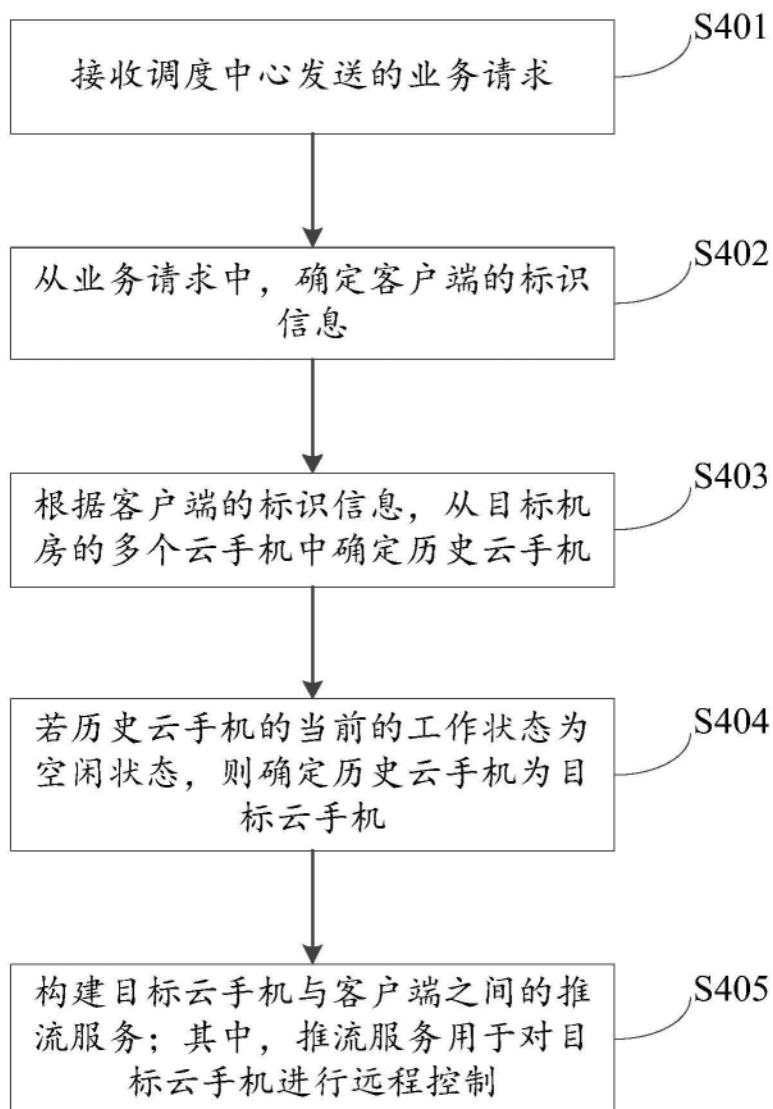 S401
接收调度中心发送的业务请求
S402
从业务请求中，确定客户端的标识
信息
S403
根据客户端的标识信息，从目标机
房的多个云手机中确定历史云手机
S404
若历史云手机的当前的工作状态为
空闲状态，则确定历史云手机为目
标云手机
S405
构建目标云手机与客户端之间的推
流服务；其中，推流服务用于对目
标云手机进行远程控制